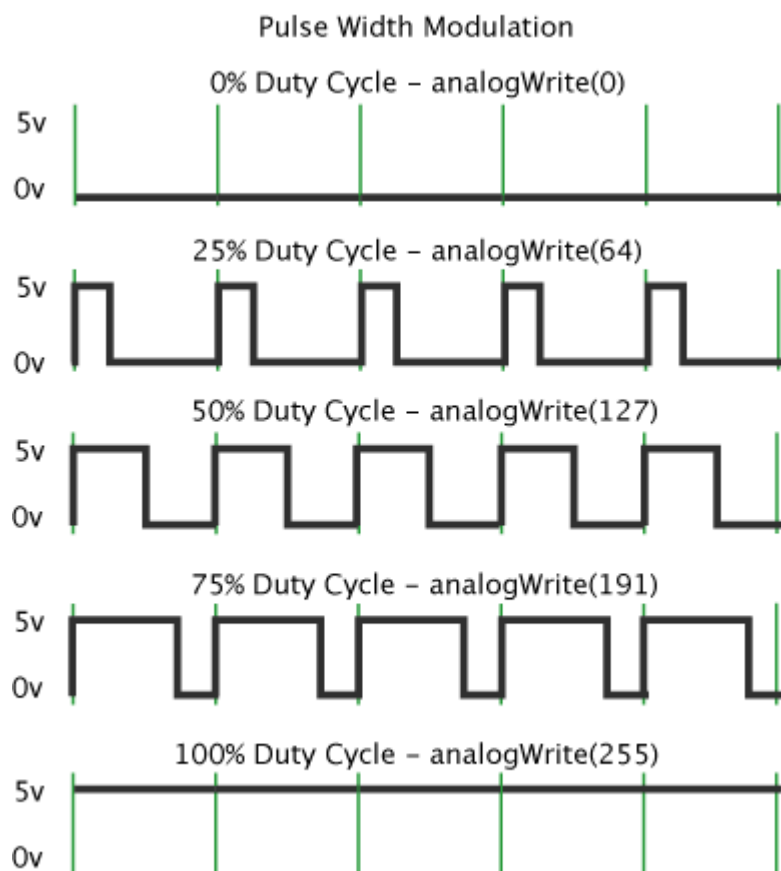 Pulse Width Modulation
0% Duty Cycle – analogWrite(0)
5v
0v
25% Duty Cycle – analogWrite(64)
5v
0v
50% Duty Cycle – analogWrite(127)
5v
0v
75% Duty Cycle – analogWrite(191)
5v
0v
100% Duty Cycle – analogWrite(255)
5v
0v